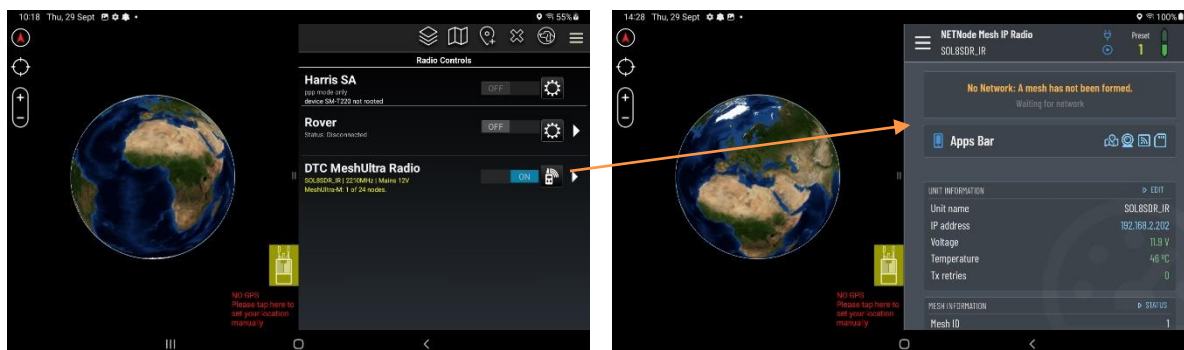 10:18 Thu, 29 Sept
55%
Radio Controls
Harris SA
ppp mode only
device SM-T220 not rooted
OFF
Rover
Status: Disconnected
OFF
DTC MeshUltra Radio
SOL8SDR_IR | 2210MHz | Mains 12V
MeshUltra-M: 1 of 24 nodes.
ON
NO GPS
Please tap here to
set your location
manually
14:28 Thu, 29 Sept
100%
NETNode Mesh IP Radio
SOL8SDR_IR
Preset
1
No Network: A mesh has not been formed.
Waiting for network
Apps Bar
UNIT INFORMATION
EDIT
Unit name SOL8SDR_IR
IP address 192.168.2.202
Voltage 11.9 V
Temperature 46 ºC
Tx retries 0
MESH INFORMATION
STATUS
Mesh ID 1
NO GPS
Please tap here to
set your location
manually